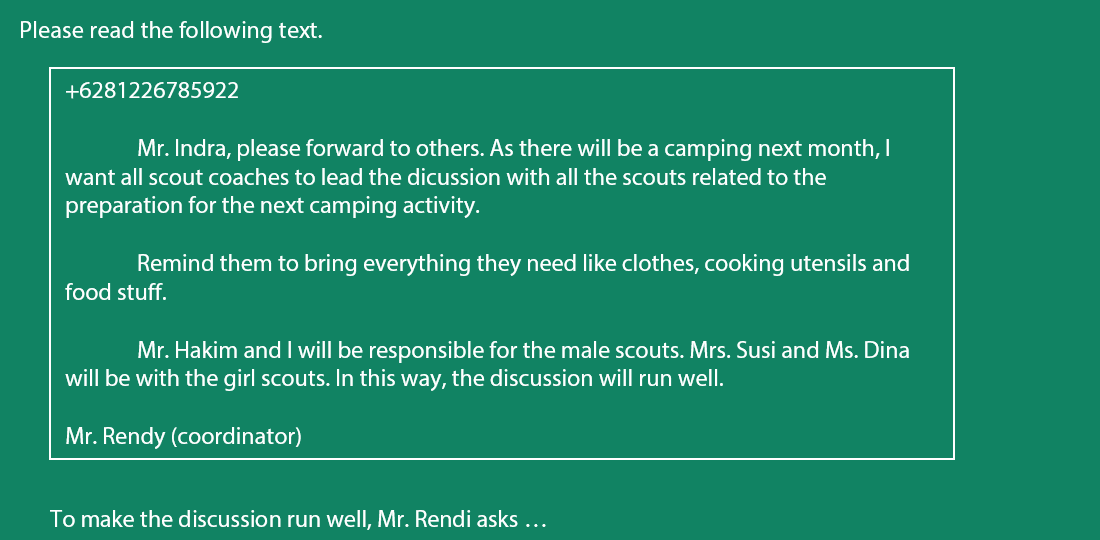 Please read the following text.
+6281226785922
Mr. Indra, please forward to others. As there will be a camping next month, I
want all scout coaches to lead the dicussion with all the scouts related to the
preparation for the next camping activity.
Remind them to bring everything they need like clothes, cooking utensils and
food stuff.
Mr. Hakim and I will be responsible for the male scouts. Mrs. Susi and Ms. Dina
will be with the girl scouts. In this way, the discussion will run well.
Mr. Rendy (coordinator)
To make the discussion run well, Mr. Rendi asks …